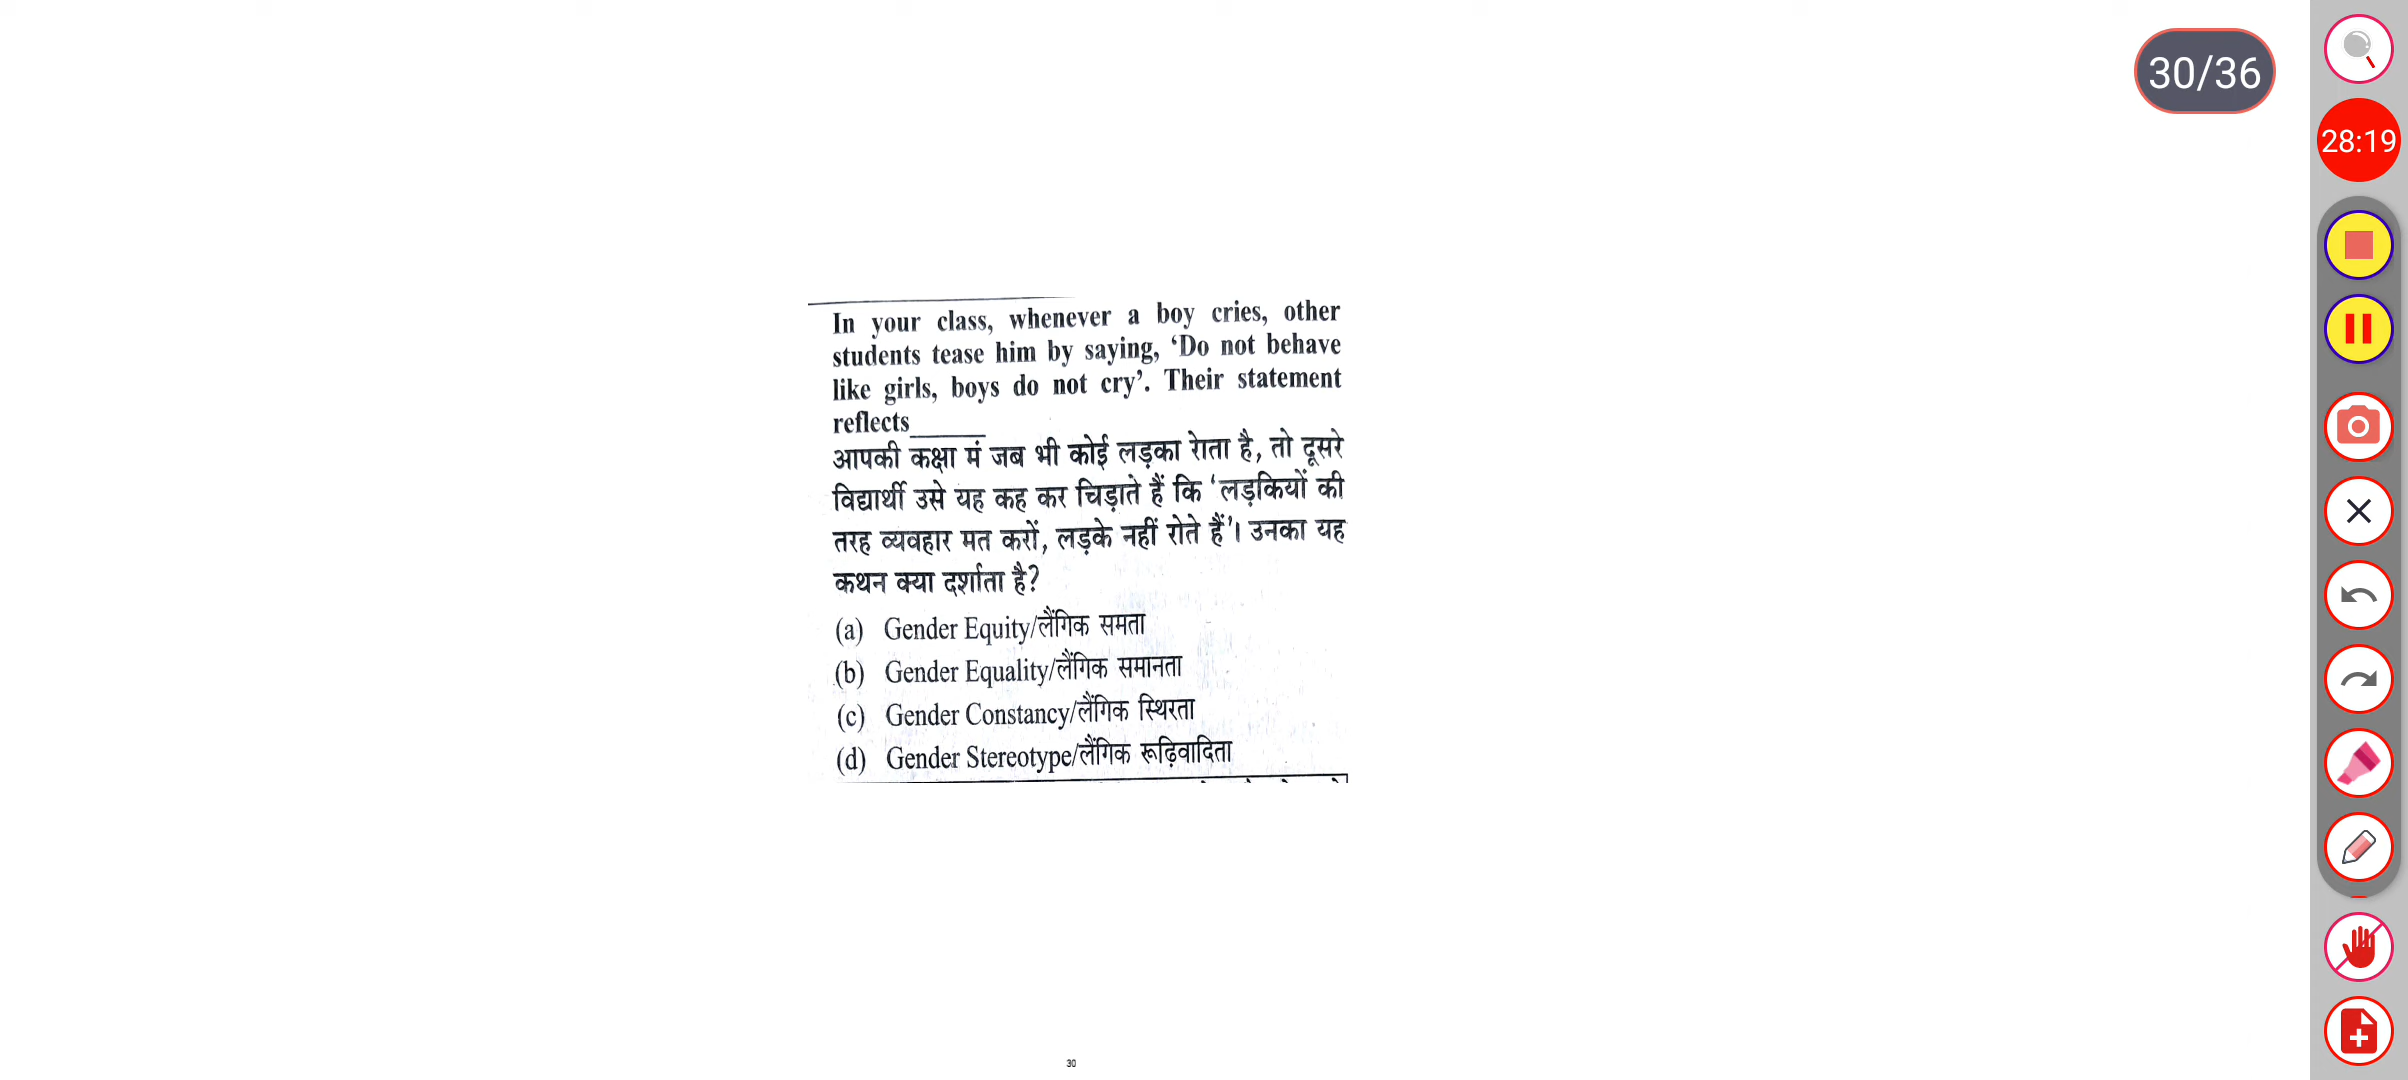 30/36
28:19
In your class, whenever a boy cries, other
students tease him by saying, ‘Do not behave
like girls, boys do not cry’. Their statement
reflects______
आपकी कक्षा मं जब भी कोई लड़का रोता है, तो दूसरे
विद्यार्थी उसे यह कह कर चिड़ाते हैं कि ‘लड़कियों की
तरह व्यवहार मत करों, लड़के नहीं रोते हैं’। उनका यह
कथन क्या दर्शाता है?
(a) Gender Equity/लैंगिक समता
(b) Gender Equality/लैंगिक समानता
(c) Gender Constancy/लैंगिक स्थिरता
(d) Gender Stereotype/लैंगिक रूढ़िवादिता
30